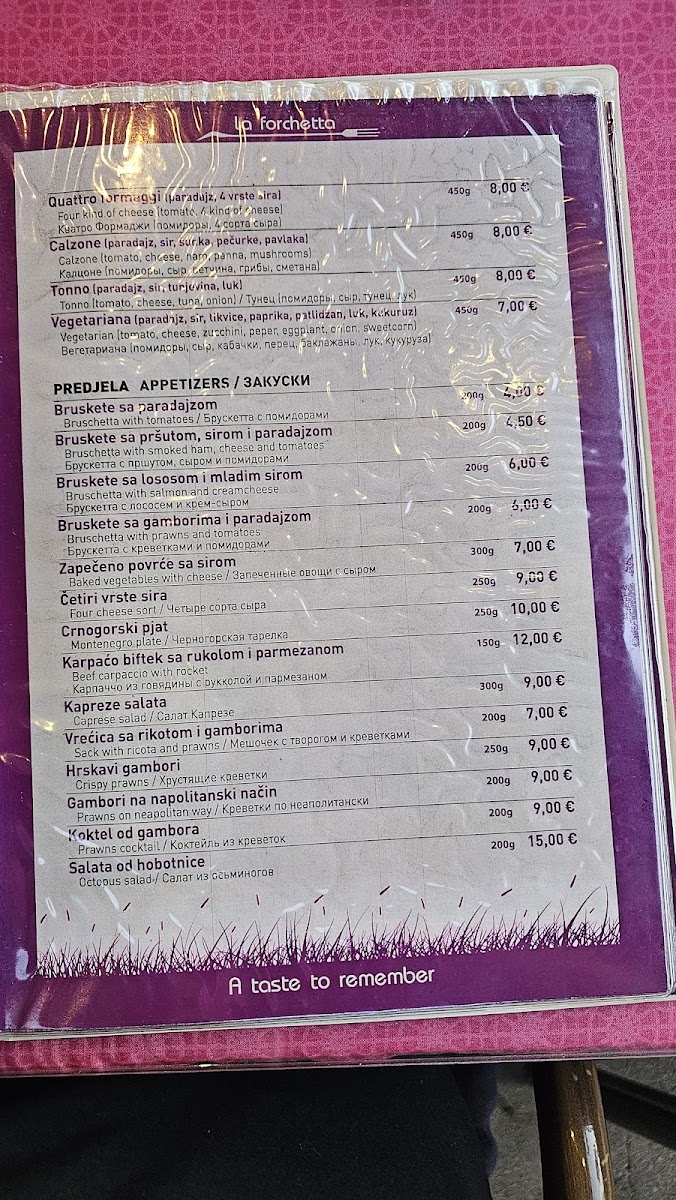 la forchetta
Quattro formaggi (paradajz, 4 vrste sira) 450g 8,00 €
Four kind of cheese (tomato, 4 kind of cheese)
Кватро Формаджи (помидоры, 4 сорта сыра)
Calzone (paradajz, sir, šunka, pečurke, pavlaka) 450g 8,00 €
Calzone (tomato, cheese, ham, panna, mushrooms)
Калцоне (помидоры, сыр, ветчина, грибы, сметана)
Tonno (paradajz, sir, tunjevina, luk) 450g 8,00 €
Tonno (tomato, cheese, tuna, onion) / Тунец (помидоры, сыр, тунец, лук)
Vegetariana (paradajz, sir, tikvice, paprika, patlidzan, luk, kukuruz) 450g 7,00 €
Vegetarian (tomato, cheese, zucchini, peper, eggplant, onion, sweetcorn)
Вегетариана (помидоры, сыр, кабачки, перец, баклажаны, лук, кукуруза)
PREDJELA APPETIZERS / ЗАКУСКИ
Bruskete sa paradajzom 200g 4,00 €
Bruschetta with tomatoes / Брускетта с помидорами
Bruskete sa pršutom, sirom i paradajzom 200g 4,50 €
Bruschetta with smoked ham, cheese and tomatoes
Брускетта с пршутом, сыром и помидорами
Bruskete sa lososom i mladim sirom 200g 6,00 €
Bruschetta with salmon and creamcheese
Брускетта с лососем и крем-сыром
Bruskete sa gamborima i paradajzom 200g 6,00 €
Bruschetta with prawns and tomatoes
Брускетта с креветками и помидорами
Zapečeno povrće sa sirom 300g 7,00 €
Baked vegetables with cheese / Запеченные овощи с сыром
Četiri vrste sira 250g 9,00 €
Four cheese sort / Четыре сорта сыра
Crnogorski pjat 250g 10,00 €
Montenegro plate / Черногорская тарелка
Karpaćo biftek sa rukolom i parmezanom 150g 12,00 €
Beef carpaccio with rocket
Карпаччо из говядины с рукколой и пармезаном
Kapreze salata 300g 9,00 €
Caprese salad / Салат Капрезе
Vrećica sa rikotom i gamborima 200g 7,00 €
Sack with ricota and prawns / Мешочек с творогом и креветками
Hrskavi gambori 250g 9,00 €
Crispy prawns / Хрустящие креветки
Gambori na napolitanski način 200g 9,00 €
Prawns on neapolitan way / Креветки по неаполитански
Koktel od gambora 200g 9,00 €
Prawns cocktail / Коктейль из креветок
Salata od hobotnice 200g 15,00 €
Octopus salad / Салат из осьминогов
A taste to remember